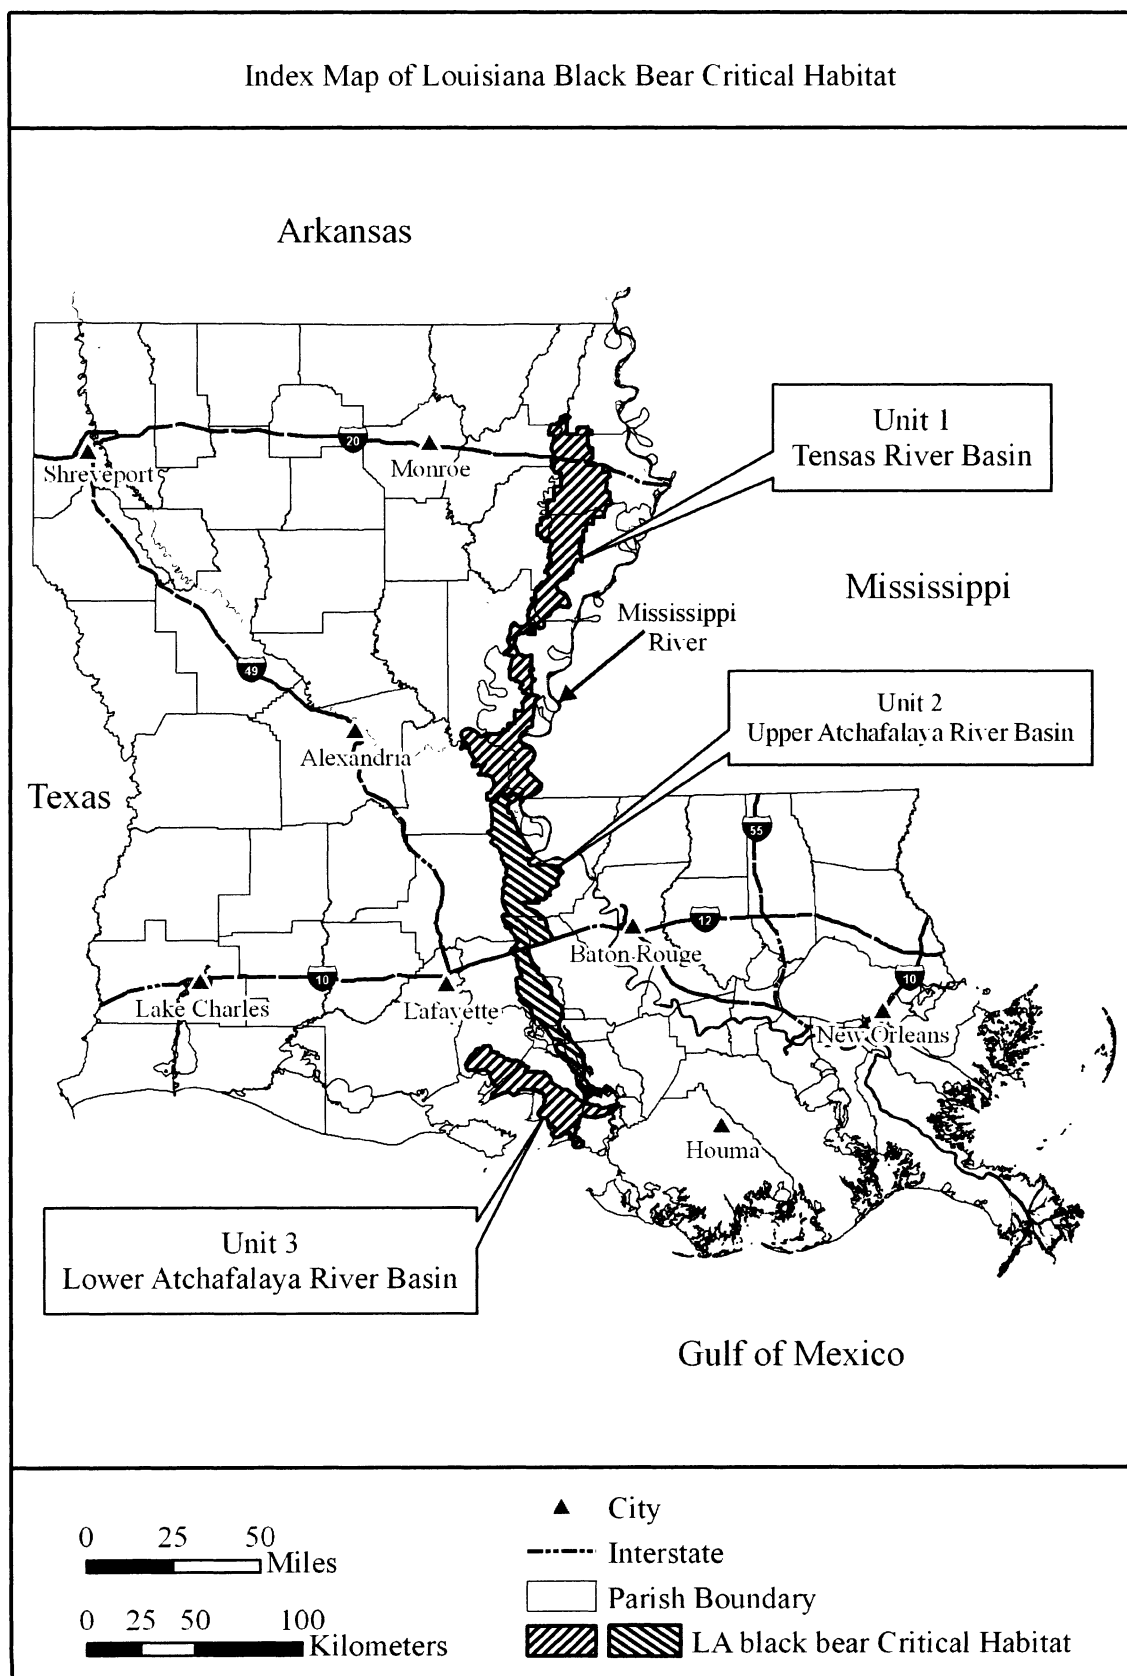 Index Map of Louisiana Black Bear Critical Habitat
Arkansas
Unit 1
Tensas River Basin
20
Shreveport
Monroe
Mississippi
Mississippi
River
49
Unit 2
Upper Atchafalaya River Basin
Alexandria
Texas
55
12
Baton Rouge
10
10
Lake Charles
Lafayette
New Orleans
Houma
Unit 3
Lower Atchafalaya River Basin
Gulf of Mexico
0 25 50
Miles
0 25 50 100
Kilometers
City
Interstate
Parish Boundary
LA black bear Critical Habitat